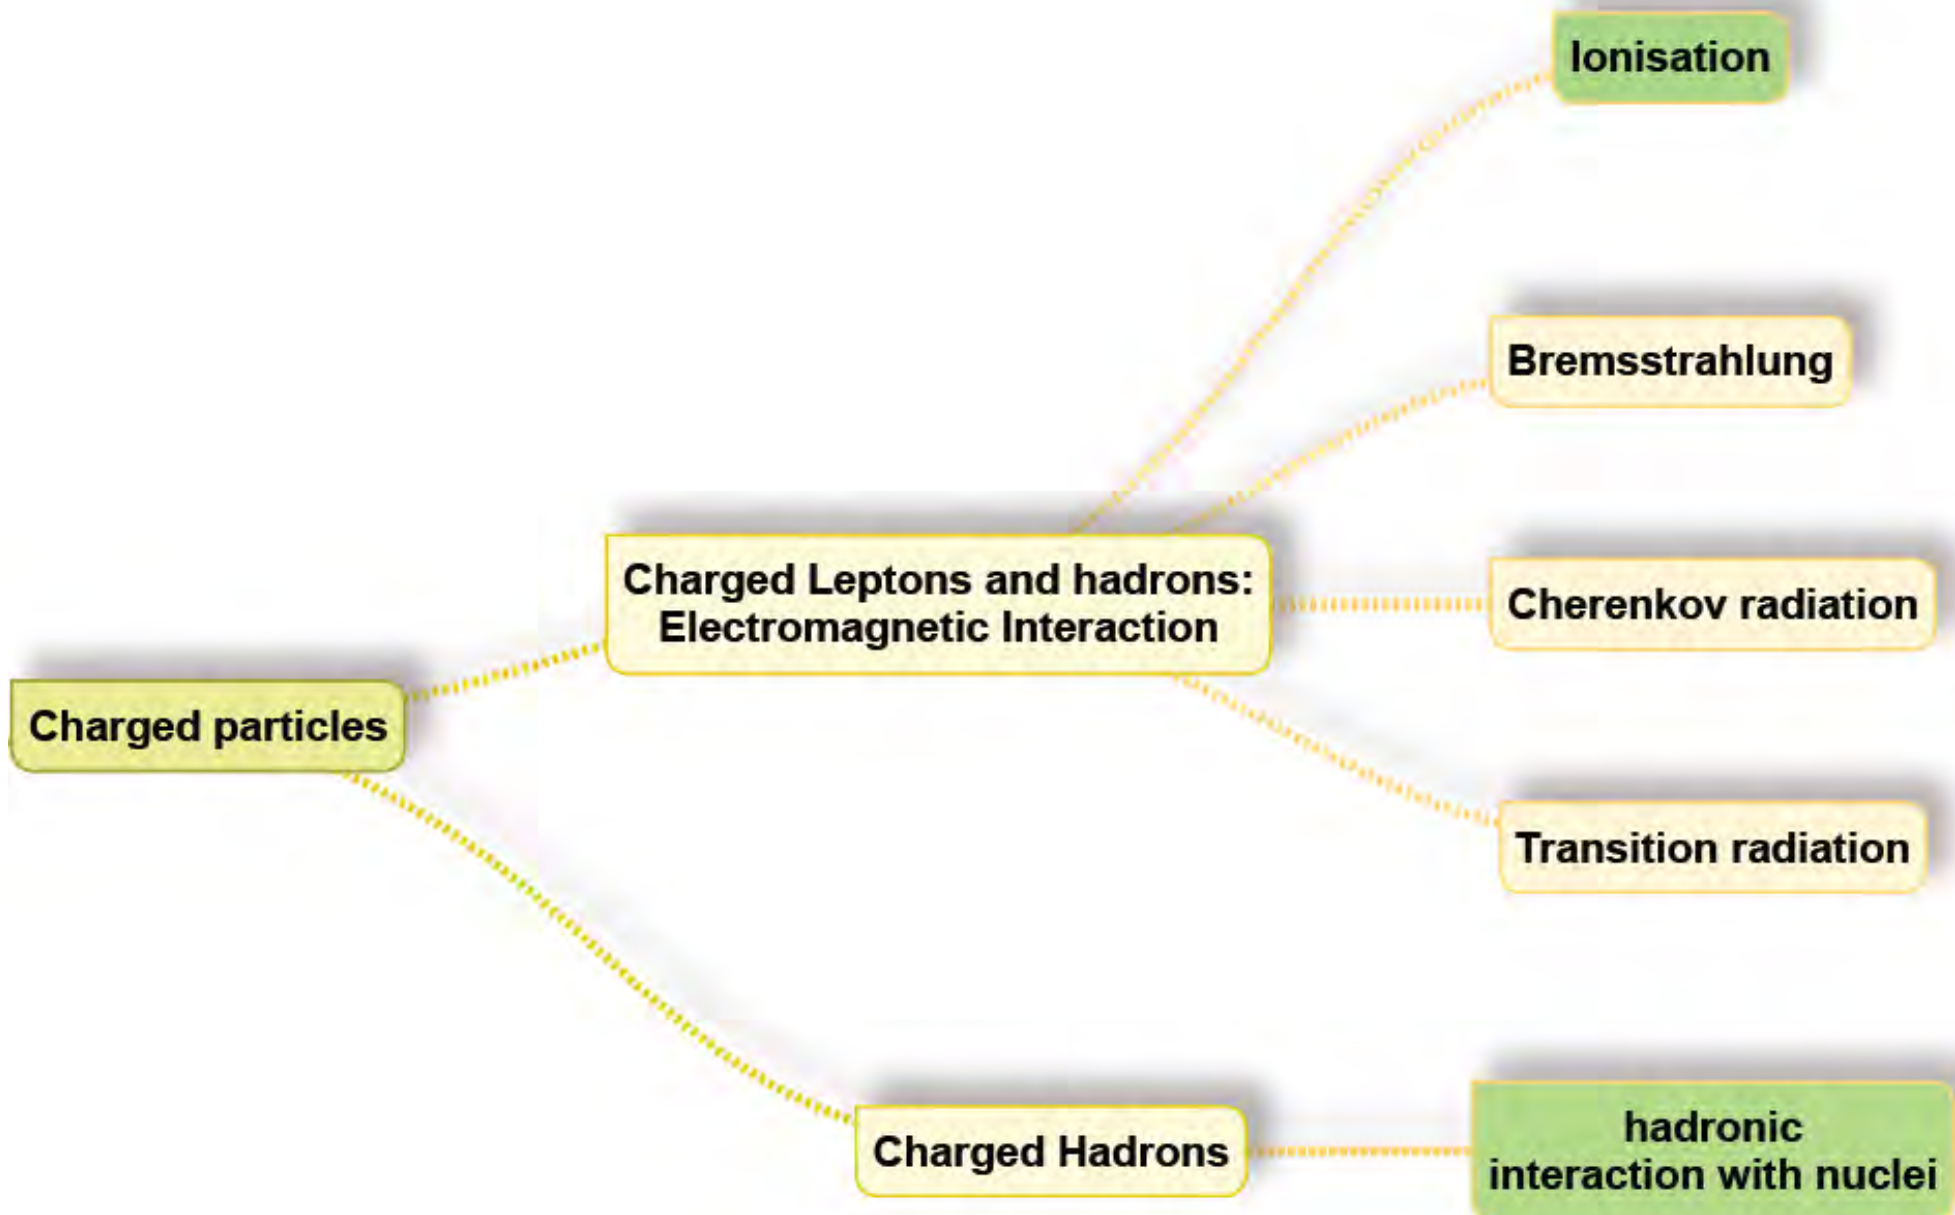 Ionisation
Bremsstrahlung
Charged Leptons and hadrons:
Electromagnetic Interaction
Cherenkov radiation
Charged particles
Transition radiation
Charged Hadrons
hadronic
interaction with nuclei